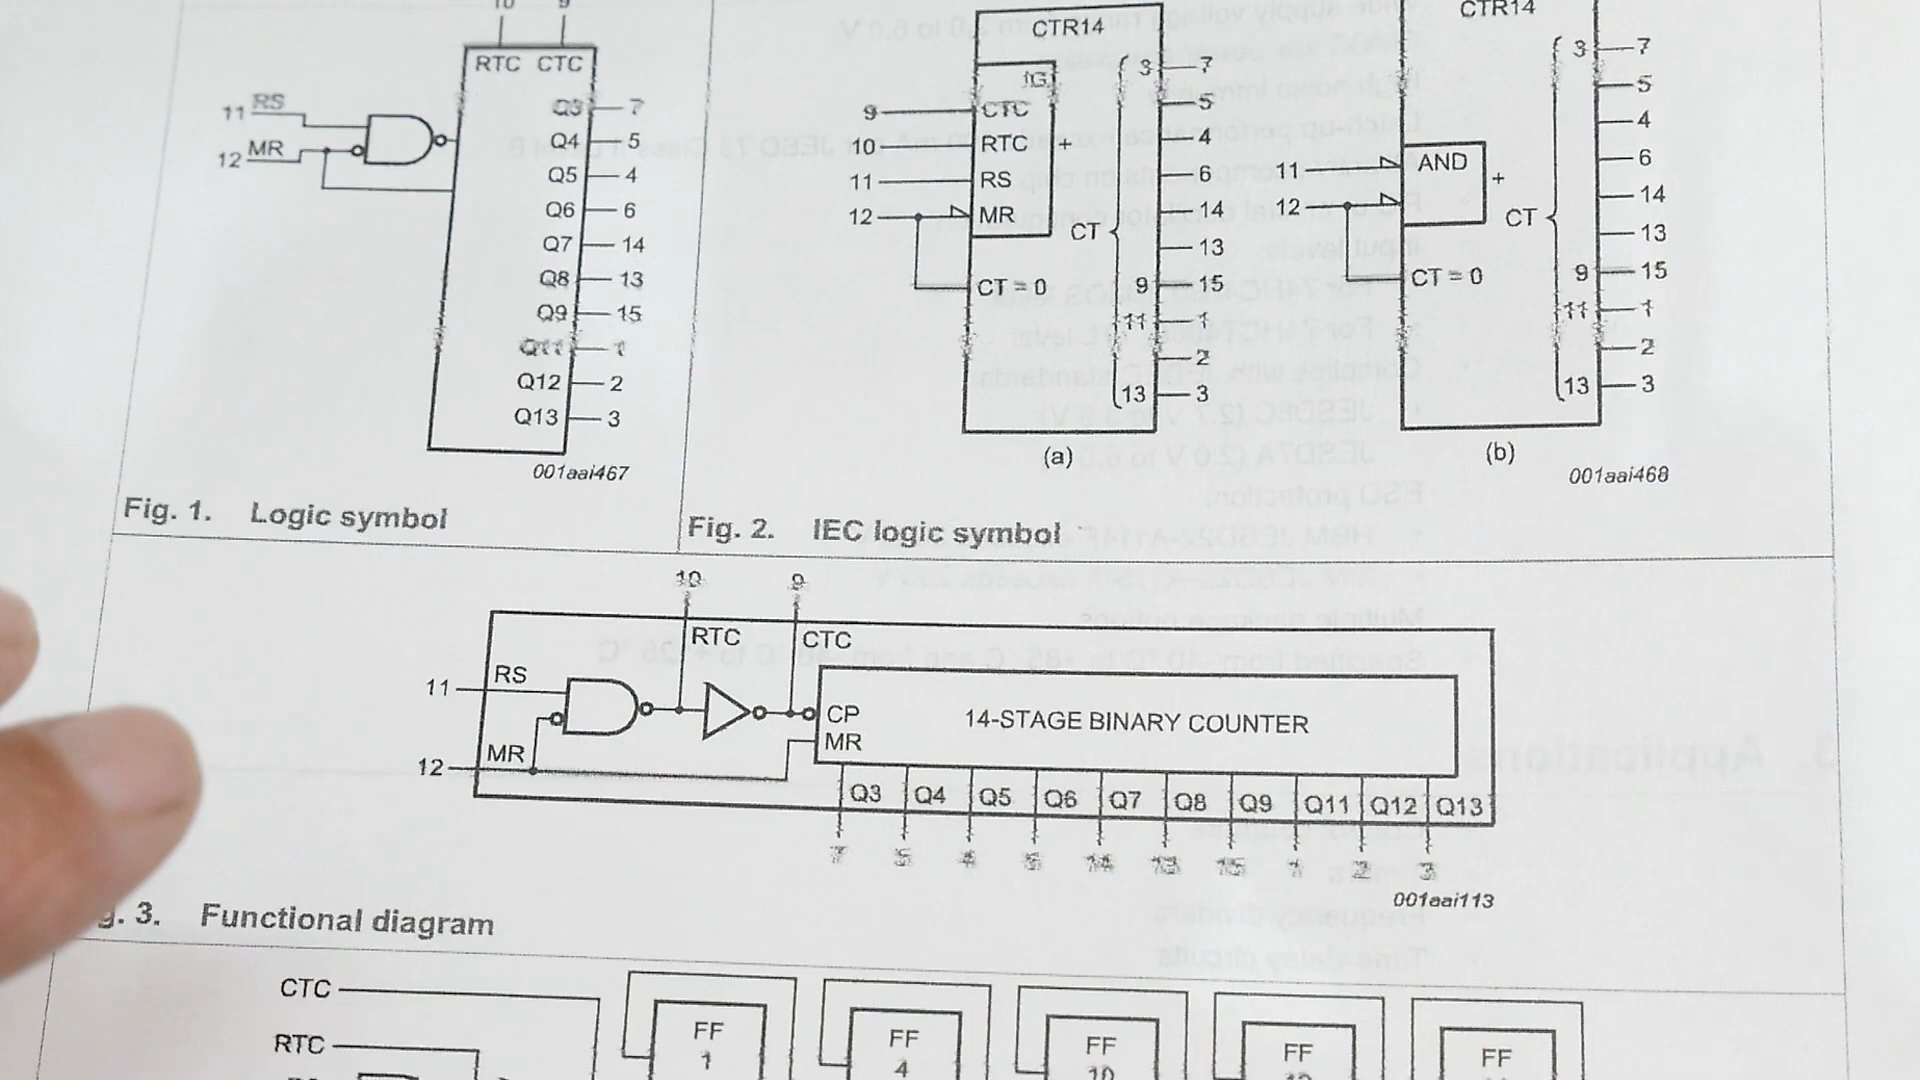 10 9
RTC CTC
11 RS
12 MR
Q3 7
Q4 5
Q5 4
Q6 6
Q7 14
Q8 13
Q9 15
Q11 1
Q12 2
Q13 3
001aai467
Fig. 1. Logic symbol
CTR14
!G
9 CTC
10 RTC +
11 RS
12 MR
CT = 0
CT
3 7
5
4
6
14
13
9 15
11 1
2
13 3
(a)
CTR14
11 AND
12
+
CT = 0
CT
3 7
5
4
6
14
13
9 15
11 1
2
13 3
(b)
001aai468
Fig. 2. IEC logic symbol
10 9
RTC CTC
11 RS
12 MR
CP
MR
14-STAGE BINARY COUNTER
Q3 Q4 Q5 Q6 Q7 Q8 Q9 Q11 Q12 Q13
7 5 4 14 13 15 1 2 3
001aai113
3. Functional diagram
CTC
RTC
FF
1
FF
4
FF
10
FF
FF